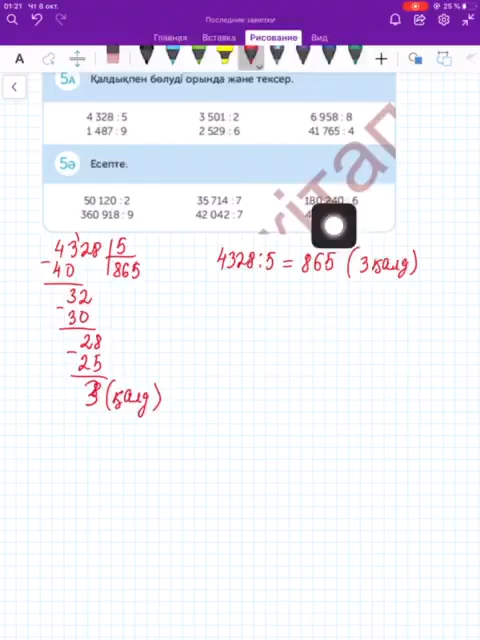 01:21 Чт 8 окт.
25 %
Последние заметки
Главная Вставка Рисование Вид
A
5А Қалдықпен бөлуді орында және тексер.
4 328 : 5 3 501 : 2 6 958 : 8
1 487 : 9 2 529 : 6 41 765 : 4
5Ә Есепте.
50 120 : 2 35 714 : 7 180 240 : 6
360 918 : 9 42 042 : 7
кітап
4328 5
- 40 865
32
- 30
28
- 25
3 (қалд)
4328 : 5 = 865 (3 қалд)